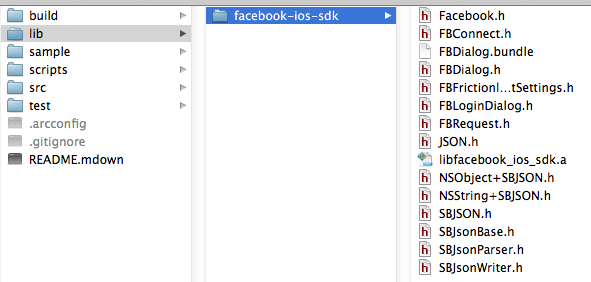 build
lib
sample
scripts
src
test
.arcconfig
.gitignore
README.mdown
facebook-ios-sdk
Facebook.h
FBConnect.h
FBDialog.bundle
FBDialog.h
FBFrictionl...tSettings.h
FBLoginDialog.h
FBRequest.h
JSON.h
libfacebook_ios_sdk.a
NSObject+SBJSON.h
NSString+SBJSON.h
SBJSON.h
SBJsonBase.h
SBJsonParser.h
SBJsonWriter.h